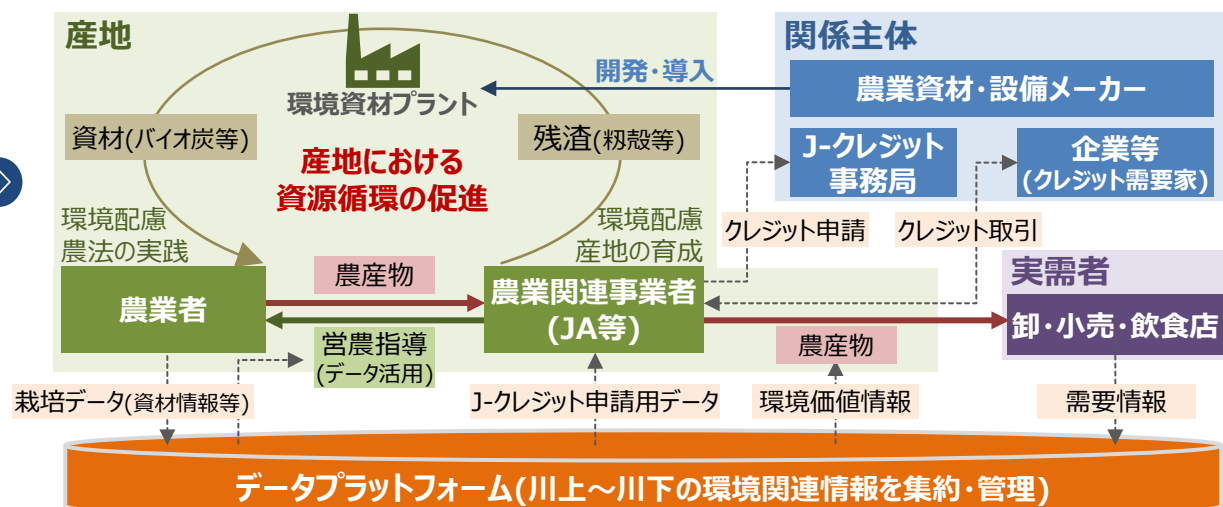 産地
関係主体
開発・導入
農業資材・設備メーカー
環境資材プラント
資材(バイオ炭等)
残渣(籾殻等)
J-クレジット
事務局
企業等
(クレジット需要家)
産地における
資源循環の促進
環境配慮
農法の実践
環境配慮
産地の育成
クレジット申請
クレジット取引
実需者
農業者
農産物
農業関連事業者
(JA等)
卸・小売・飲食店
営農指導
(データ活用)
農産物
栽培データ(資材情報等)
J-クレジット申請用データ
環境価値情報
需要情報
データプラットフォーム(川上～川下の環境関連情報を集約・管理)